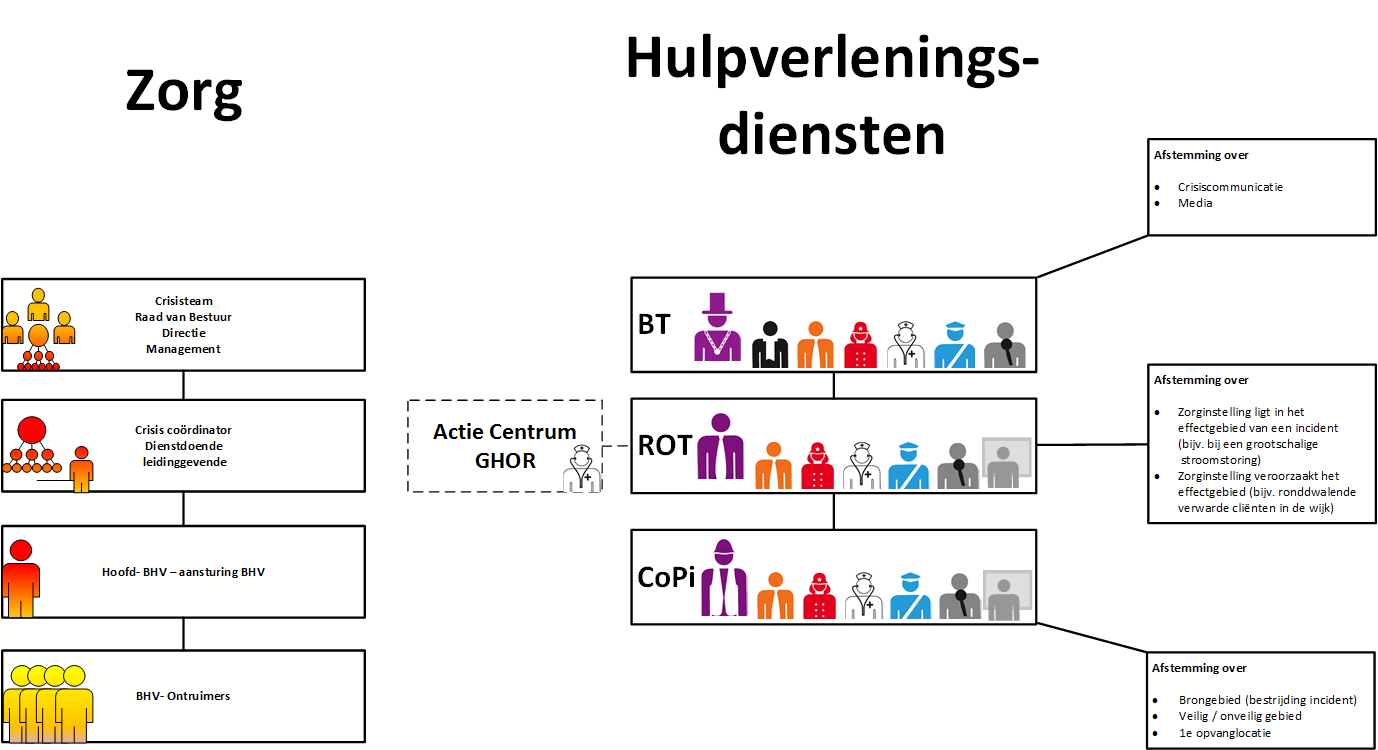 Zorg
Hulpverlenings-
diensten
Crisisteam
Raad van Bestuur
Directie
Management
Crisis coördinator
Dienstdoende
leidinggevende
Hoofd- BHV – aansturing BHV
BHV- Ontruimers
Actie Centrum
GHOR
BT
ROT
CoPi
Afstemming over
• Crisiscommunicatie
• Media
Afstemming over
• Zorginstelling ligt in het
effectgebied van een incident
(bijv. bij een grootschalige
stroomstoring)
• Zorginstelling veroorzaakt het
effectgebied (bijv. ronddwalende
verwarde cliënten in de wijk)
Afstemming over
• Brongebied (bestrijding incident)
• Veilig / onveilig gebied
• 1e opvanglocatie